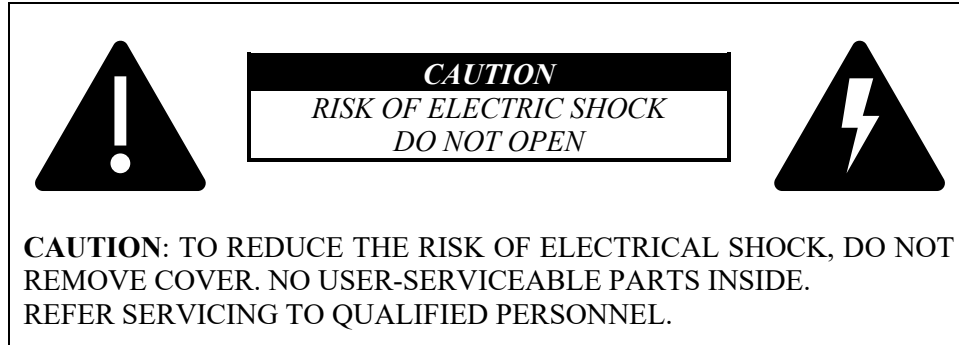 CAUTION
RISK OF ELECTRIC SHOCK
DO NOT OPEN
CAUTION: TO REDUCE THE RISK OF ELECTRICAL SHOCK, DO NOT
REMOVE COVER. NO USER-SERVICEABLE PARTS INSIDE.
REFER SERVICING TO QUALIFIED PERSONNEL.